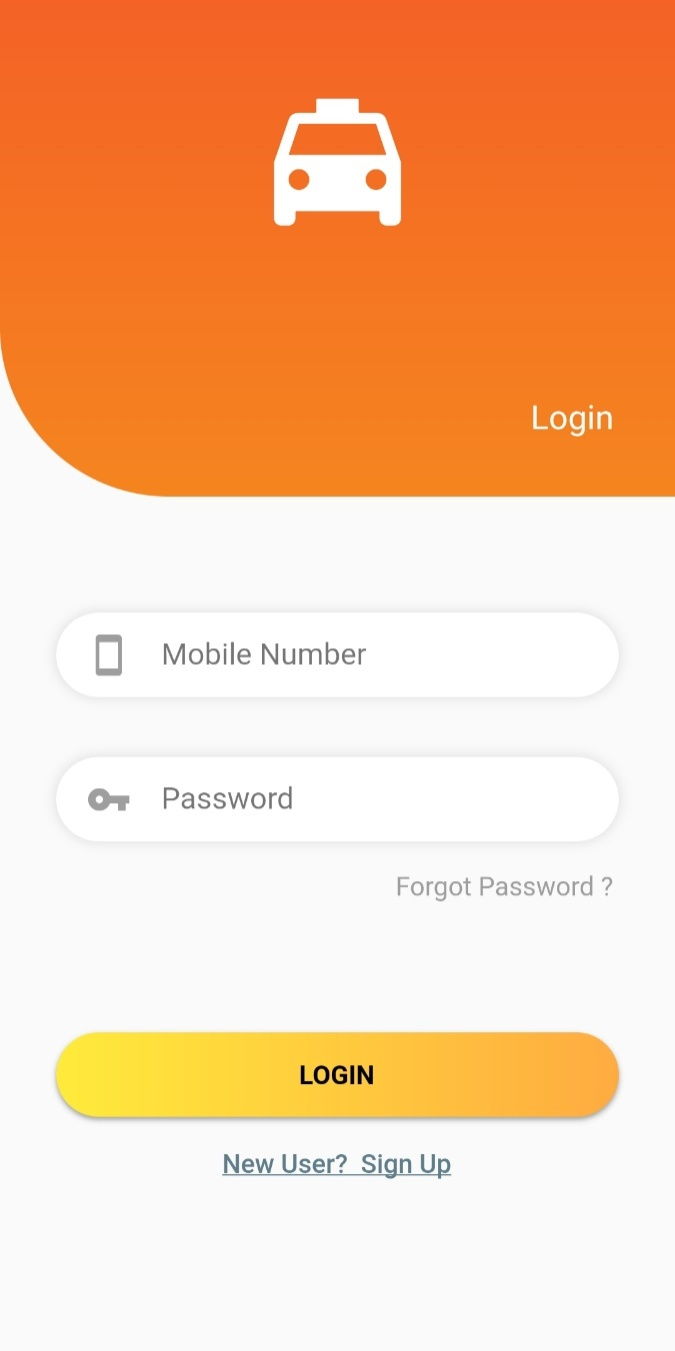 Login
Mobile Number
Password
Forgot Password ?
LOGIN
New User?  Sign Up